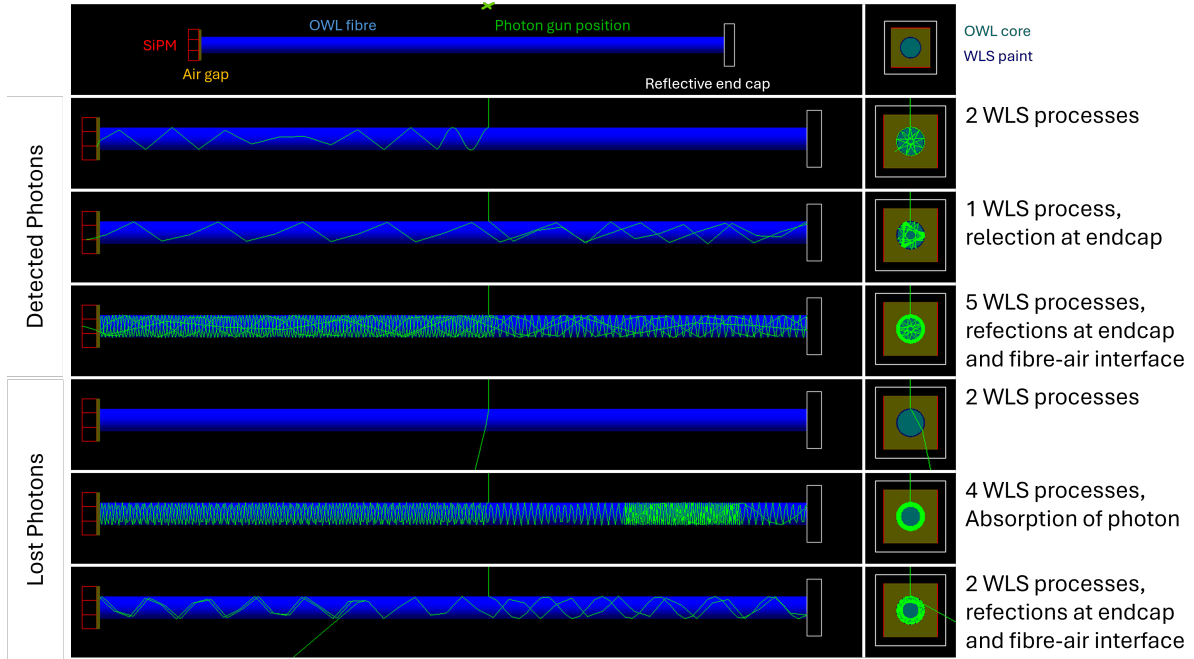 OWL fibre
Photon gun position
SiPM
Air gap
Reflective end cap
OWL core
WLS paint
Detected Photons
2 WLS processes
1 WLS process,
relection at endcap
5 WLS processes,
refections at endcap
and fibre-air interface
Lost Photons
2 WLS processes
4 WLS processes,
Absorption of photon
2 WLS processes,
refections at endcap
and fibre-air interface